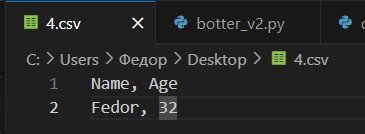 4.csv × botter_v2.py
C: > Users > Федор > Desktop > 4.csv
1 Name, Age
2 Fedor, 32